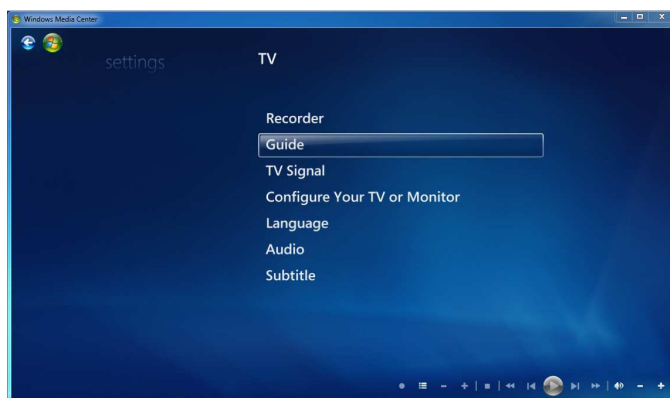 Windows Media Center
settings
TV
Recorder
Guide
TV Signal
Configure Your TV or Monitor
Language
Audio
Subtitle